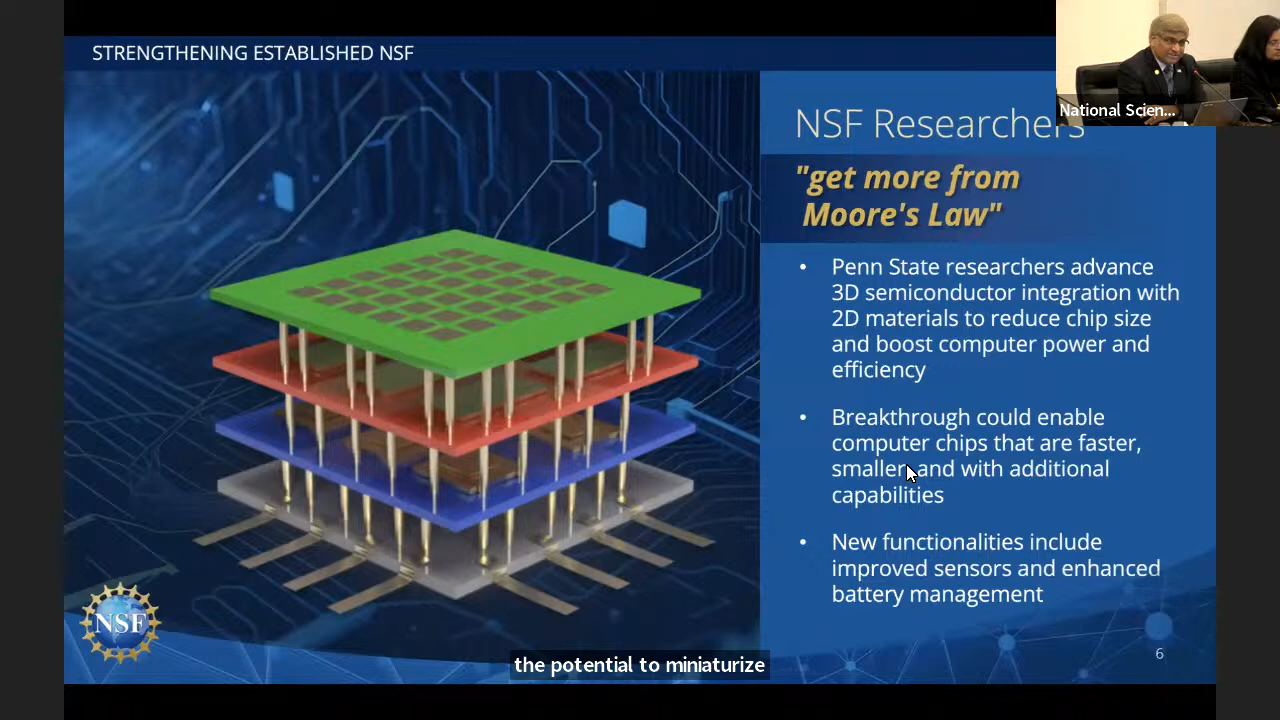 STRENGTHENING ESTABLISHED NSF
National Scien...
NSF Researchers
"get more from
Moore's Law"
• Penn State researchers advance
3D semiconductor integration with
2D materials to reduce chip size
and boost computer power and
efficiency
• Breakthrough could enable
computer chips that are faster,
smaller, and with additional
capabilities
• New functionalities include
improved sensors and enhanced
battery management
NSF
6
the potential to miniaturize